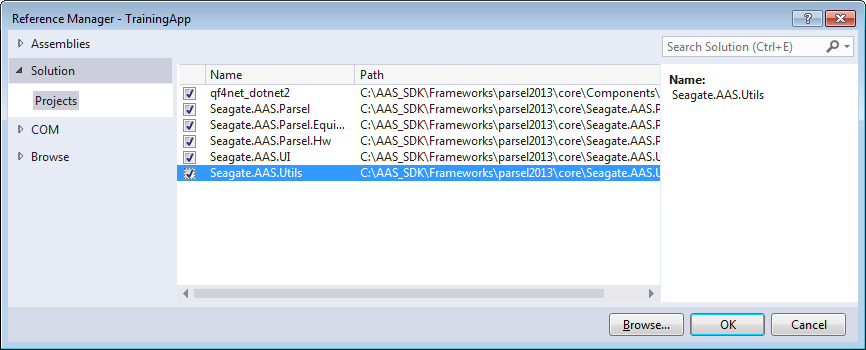 Reference Manager - TrainingApp
Assemblies
Solution
Projects
COM
Browse
Search Solution (Ctrl+E)
Name Path
qf4net_dotnet2 C:\AAS_SDK\Frameworks\parsel2013\core\Components\
Seagate.AAS.Parsel C:\AAS_SDK\Frameworks\parsel2013\core\Seagate.AAS.P
Seagate.AAS.Parsel.Equi... C:\AAS_SDK\Frameworks\parsel2013\core\Seagate.AAS.P
Seagate.AAS.Parsel.Hw C:\AAS_SDK\Frameworks\parsel2013\core\Seagate.AAS.P
Seagate.AAS.UI C:\AAS_SDK\Frameworks\parsel2013\core\Seagate.AAS.U
Seagate.AAS.Utils C:\AAS_SDK\Frameworks\parsel2013\core\Seagate.AAS.U
Name:
Seagate.AAS.Utils
Browse... OK Cancel